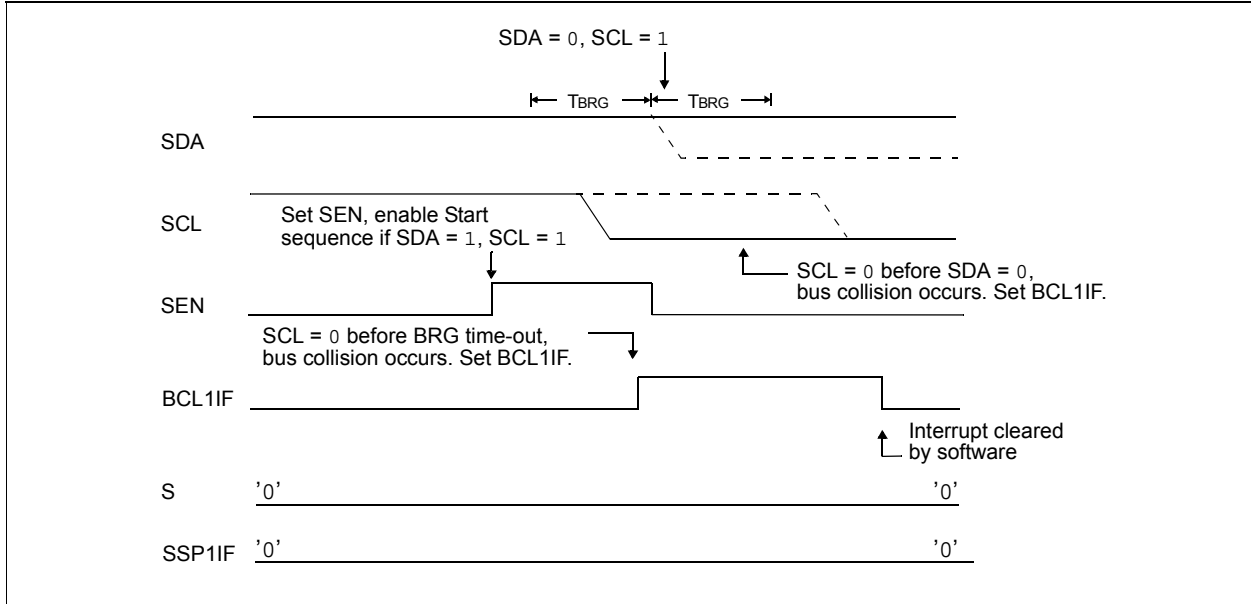 SDA = 0, SCL = 1
TBRG TBRG
SDA
SCL
Set SEN, enable Start
sequence if SDA = 1, SCL = 1
SCL = 0 before SDA = 0,
bus collision occurs. Set BCL1IF.
SEN
SCL = 0 before BRG time-out,
bus collision occurs. Set BCL1IF.
BCL1IF
Interrupt cleared
by software
S '0' '0'
SSP1IF '0' '0'